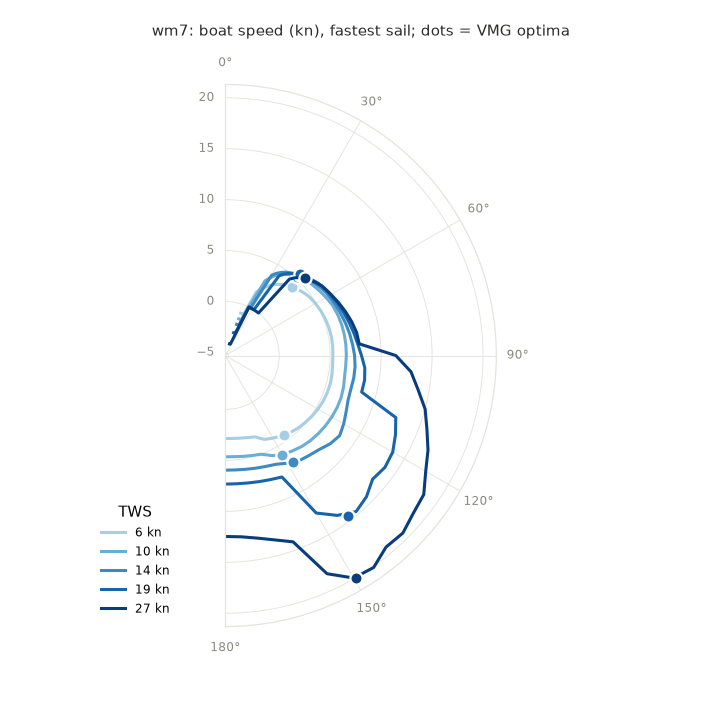 wm7: boat speed (kn), fastest sail; dots = VMG optima
0°
30°
60°
90°
120°
150°
180°
20
15
10
5
0
−5
TWS
6 kn
10 kn
14 kn
19 kn
27 kn